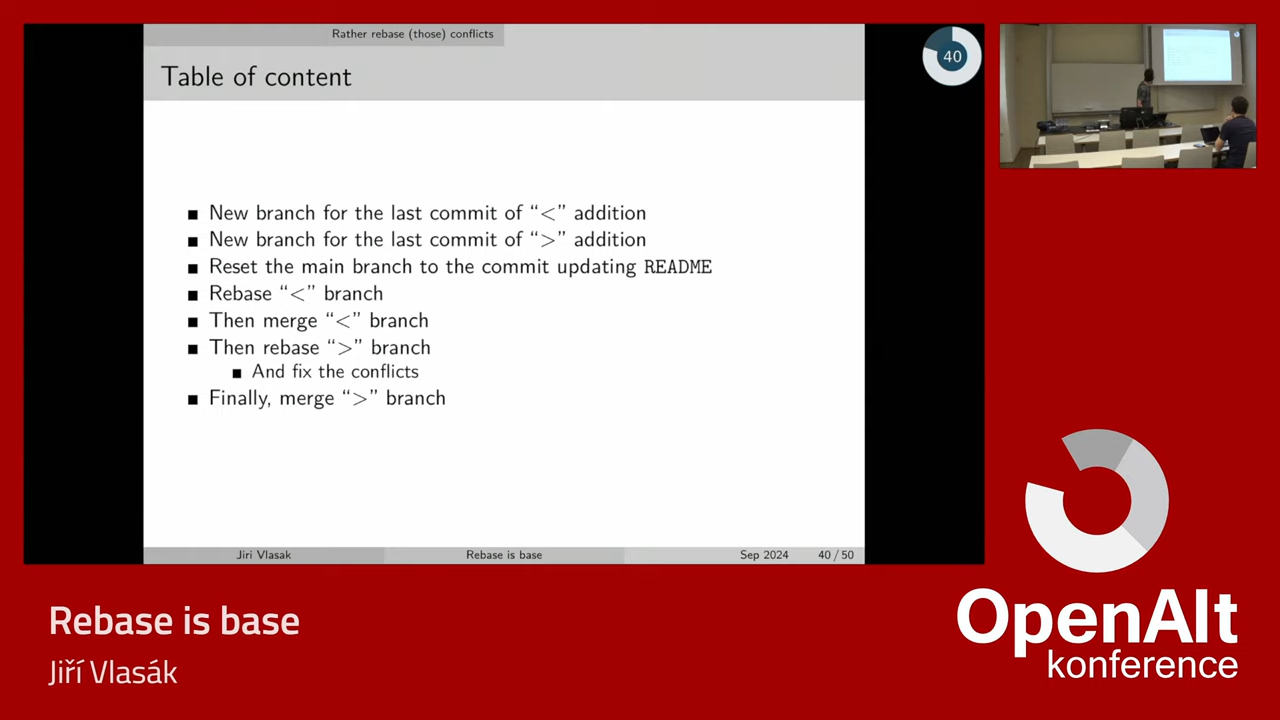 Rather rebase (those) conflicts
Table of content
40
New branch for the last commit of “<” addition
New branch for the last commit of “>” addition
Reset the main branch to the commit updating README
Rebase “<” branch
Then merge “<” branch
Then rebase “>” branch
And fix the conflicts
Finally, merge “>” branch
Jiri Vlasak
Rebase is base
Sep 2024
40 / 50
Rebase is base
Jiří Vlasák
OpenAlt
konference